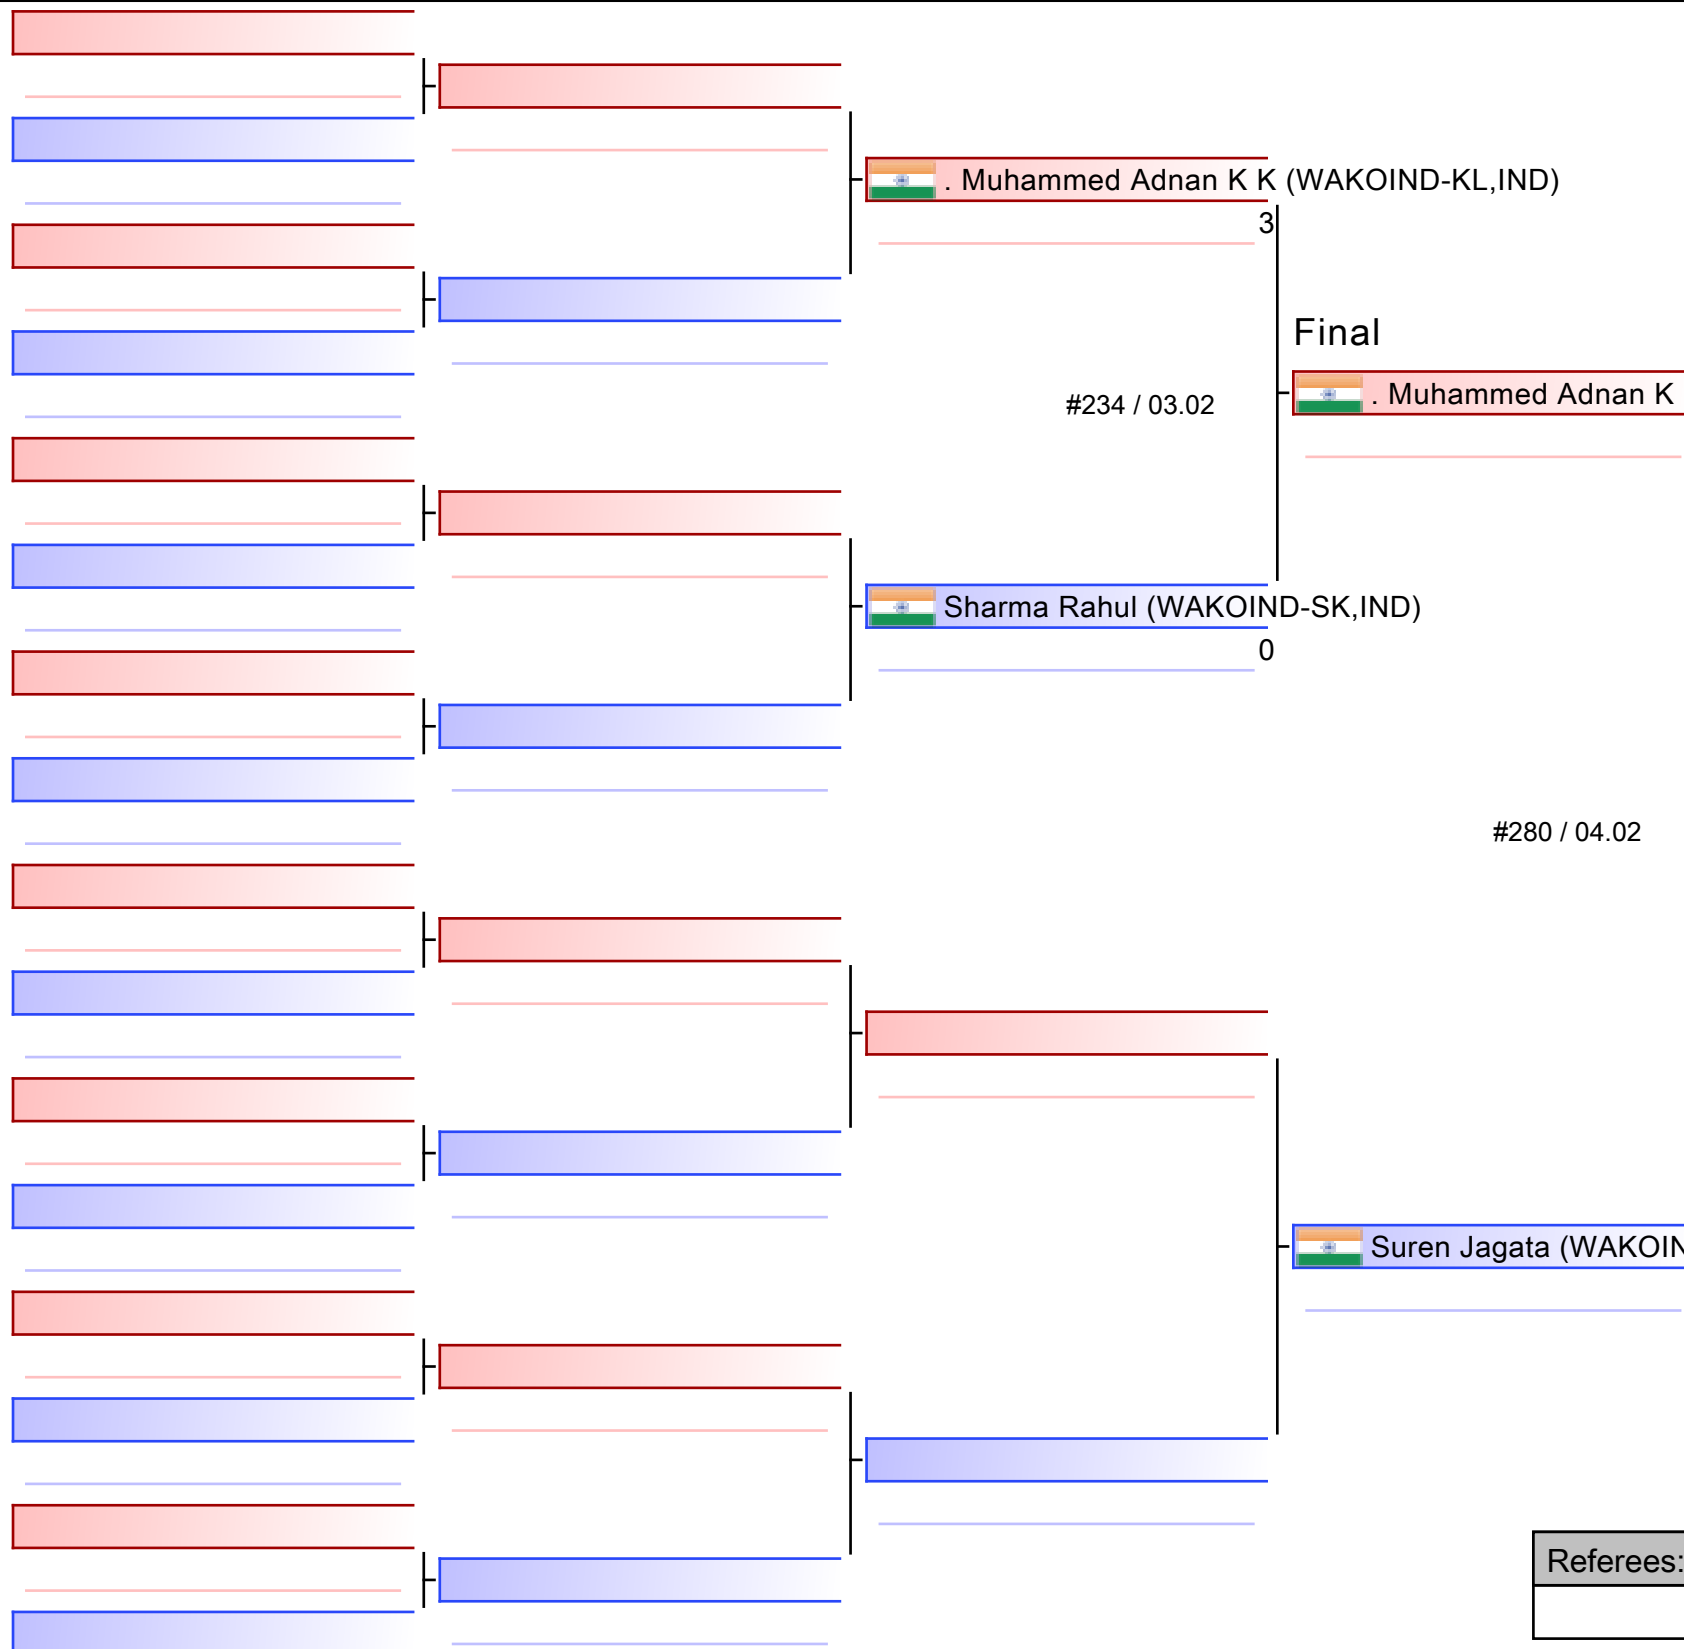 . Muhammed Adnan K K (WAKOIND-KL,IND)
3
Final
. Muhammed Adnan K
#234 / 03.02
Sharma Rahul (WAKOIND-SK,IND)
0
#280 / 04.02
Suren Jagata (WAKOIN
Referees: